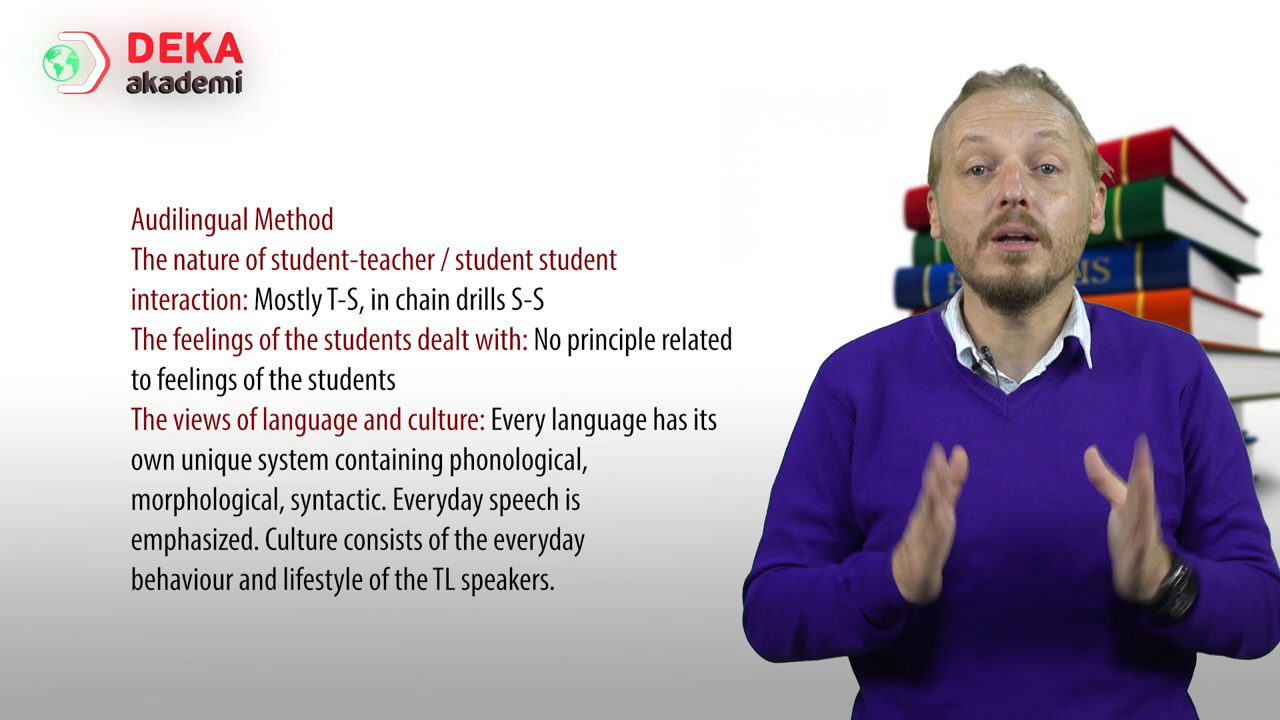 DEKA
akademi
Audilingual Method
The nature of student-teacher / student student
interaction: Mostly T-S, in chain drills S-S
The feelings of the students dealt with: No principle related
to feelings of the students
The views of language and culture: Every language has its
own unique system containing phonological,
morphological, syntactic. Everyday speech is
emphasized. Culture consists of the everyday
behaviour and lifestyle of the TL speakers.